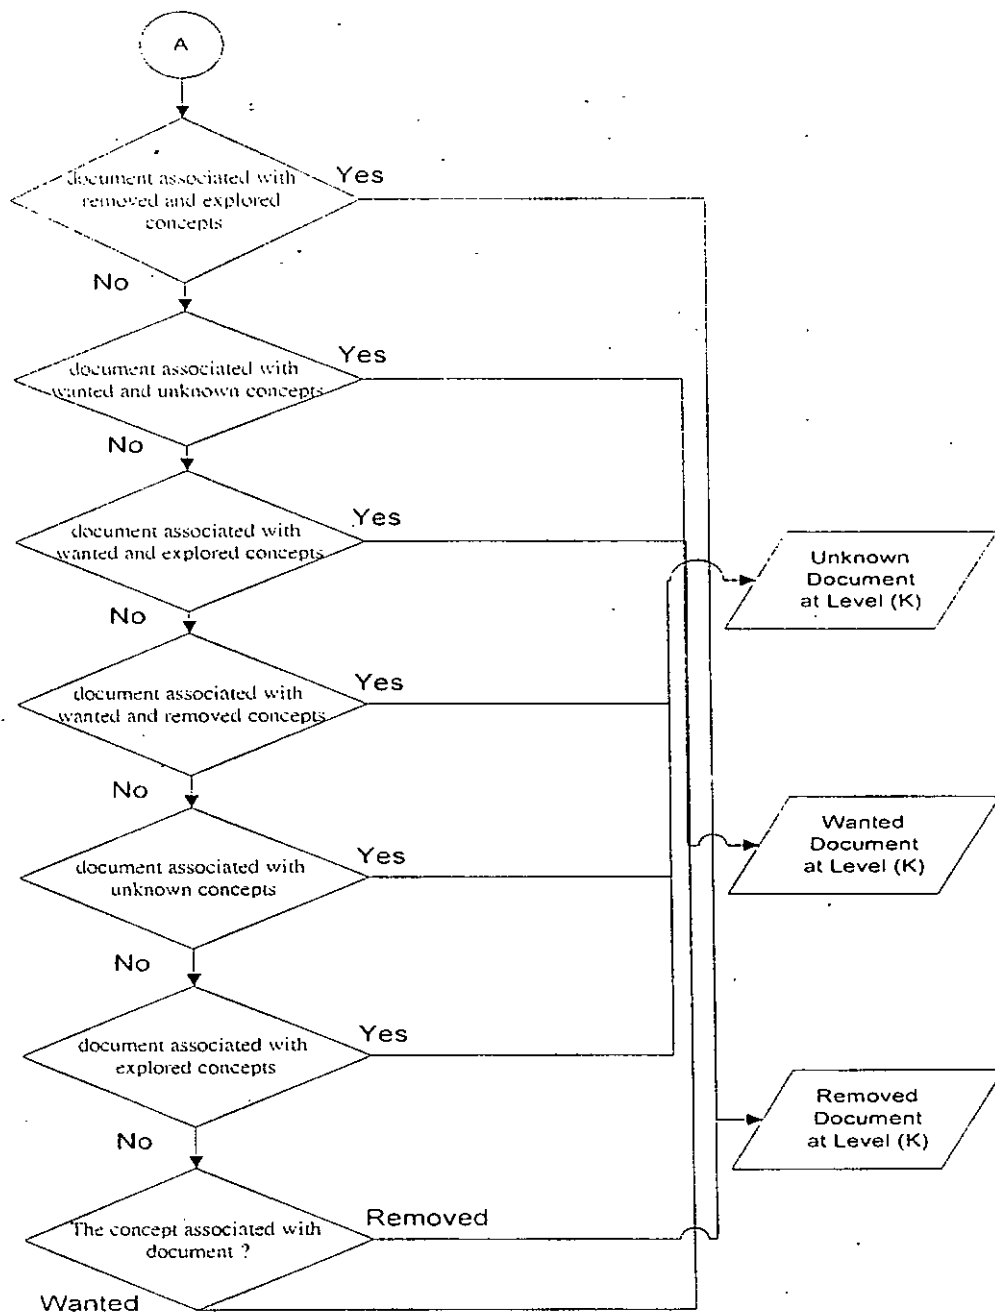 A
document associated with
removed and explored
concepts
Yes
No
document associated with
wanted and unknown concepts
Yes
No
document associated with
wanted and explored concepts
Yes
No
document associated with
wanted and removed concepts
Yes
No
document associated with
unknown concepts
Yes
No
document associated with
explored concepts
Yes
No
The concept associated with
document ?
Removed
Wanted
Unknown
Document
at Level (K)
Wanted
Document
at Level (K)
Removed
Document
at Level (K)